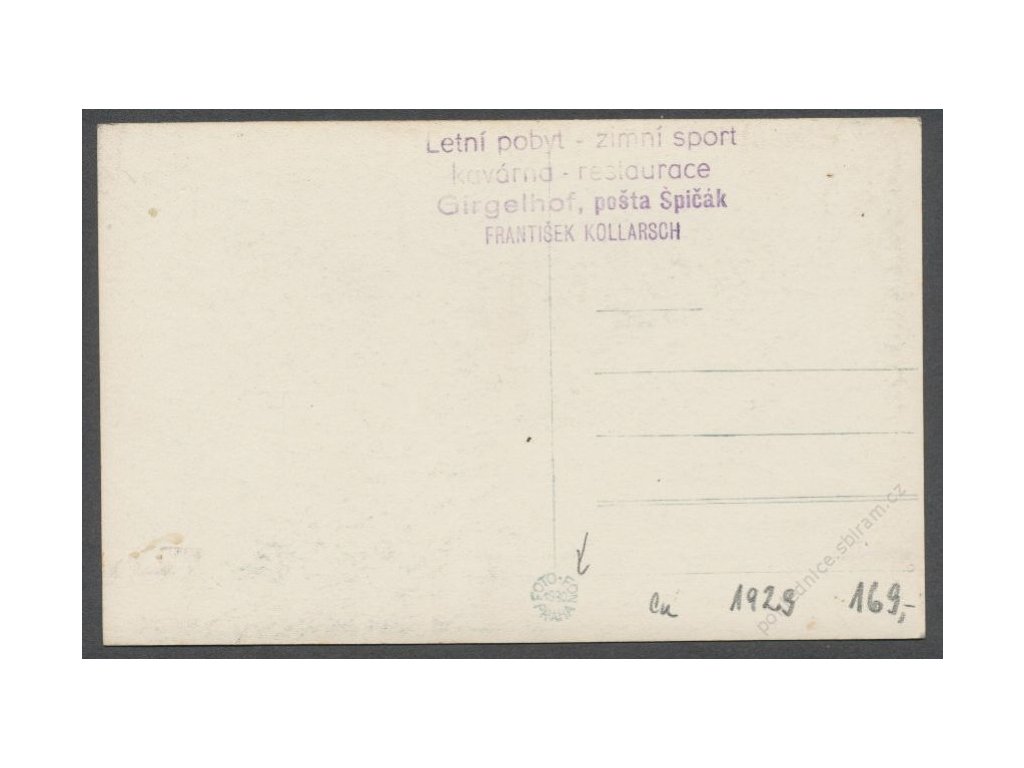 Letní pobyt - zimní sport
kavárna - restaurace
Girgelhof, pošta Špičák
FRANTIŠEK KOLLARSCH
FOTO-FON
PRAHA
Cu 1929 169,-
pohlednice.sbiram.cz